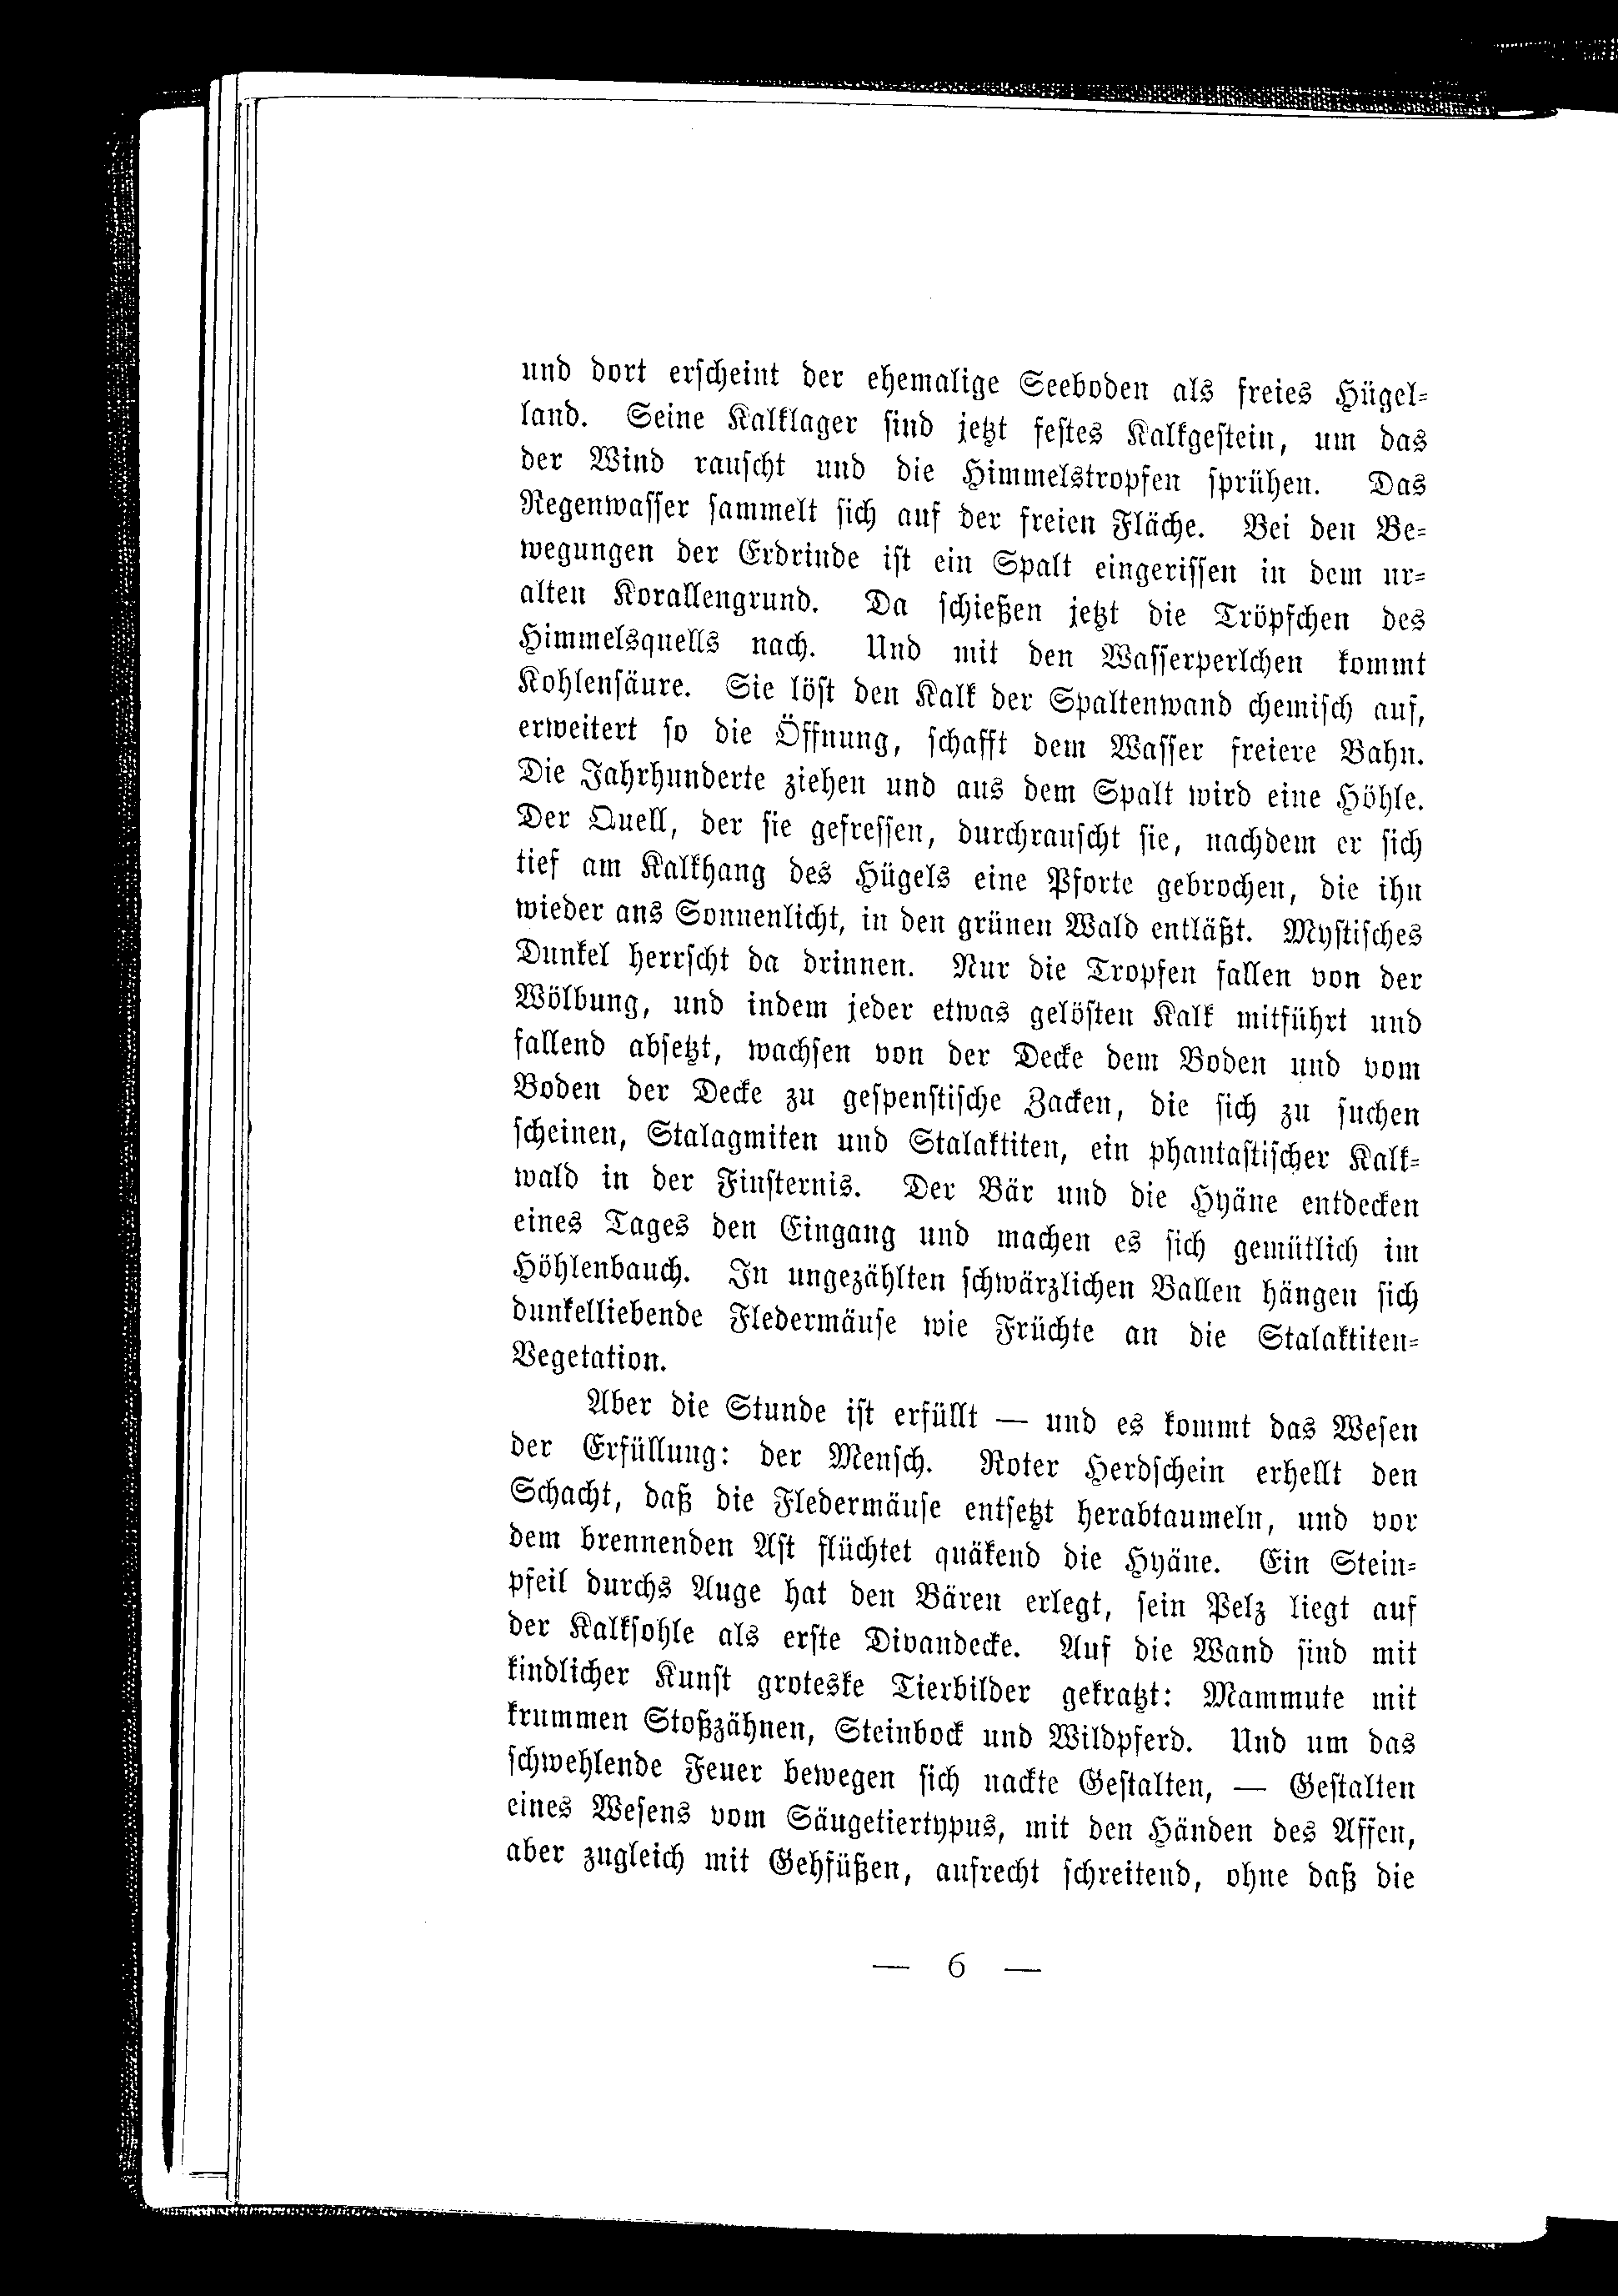 und dort erscheint der ehemalige Seeboden als freies Hügel-
land. Seine Kalklager sind jetzt festes Kalkgestein, um das
der Wind rauscht und die Himmelstropfen sprühen. Das
Regenwasser sammelt sich auf der freien Fläche. Bei den Be-
wegungen der Erdrinde ist ein Spalt eingerissen in dem ur-
alten Korallengrund. Da schießen jetzt die Tröpfchen des
Himmelsquells nach. Und mit den Wasserperlchen kommt
Kohlensäure. Sie löst den Kalk der Spaltenwand chemisch auf,
erweitert so die Öffnung, schafft dem Wasser freiere Bahn.
Die Jahrhunderte ziehen und aus dem Spalt wird eine Höhle.
Der Quell, der sie gefressen, durchrauscht sie, nachdem er sich
tief am Kalkhang des Hügels eine Pforte gebrochen, die ihn
wieder ans Sonnenlicht, in den grünen Wald entläßt. Mystisches
Dunkel herrscht da drinnen. Nur die Tropfen fallen von der
Wölbung, und indem jeder etwas gelösten Kalk mitführt und
fallend absetzt, wachsen von der Decke dem Boden und vom
Boden der Decke zu gespenstische Zacken, die sich zu suchen
scheinen, Stalagmiten und Stalaktiten, ein phantastischer Kalk-
wald in der Finsternis. Der Bär und die Hyäne entdecken
eines Tages den Eingang und machen es sich gemütlich im
Höhlenbauch. In ungezählten schwärzlichen Ballen hängen sich
dunkelliebende Fledermäuse wie Früchte an die Stalaktiten-
Vegetation.
Aber die Stunde ist erfüllt — und es kommt das Wesen
der Erfüllung: der Mensch. Roter Herdschein erhellt den
Schacht, daß die Fledermäuse entsetzt herabtaumeln, und vor
dem brennenden Ast flüchtet quäkend die Hyäne. Ein Stein-
pfeil durchs Auge hat den Bären erlegt, sein Pelz liegt auf
der Kalksohle als erste Divandecke. Auf die Wand sind mit
kindlicher Kunst groteske Tierbilder gekratzt: Mammute mit
krummen Stoßzähnen, Steinbock und Wildpferd. Und um das
schwehlende Feuer bewegen sich nackte Gestalten, — Gestalten
eines Wesens vom Säugetiertypus, mit den Händen des Affen,
aber zugleich mit Gehfüßen, aufrecht schreitend, ohne daß die
— 6 —